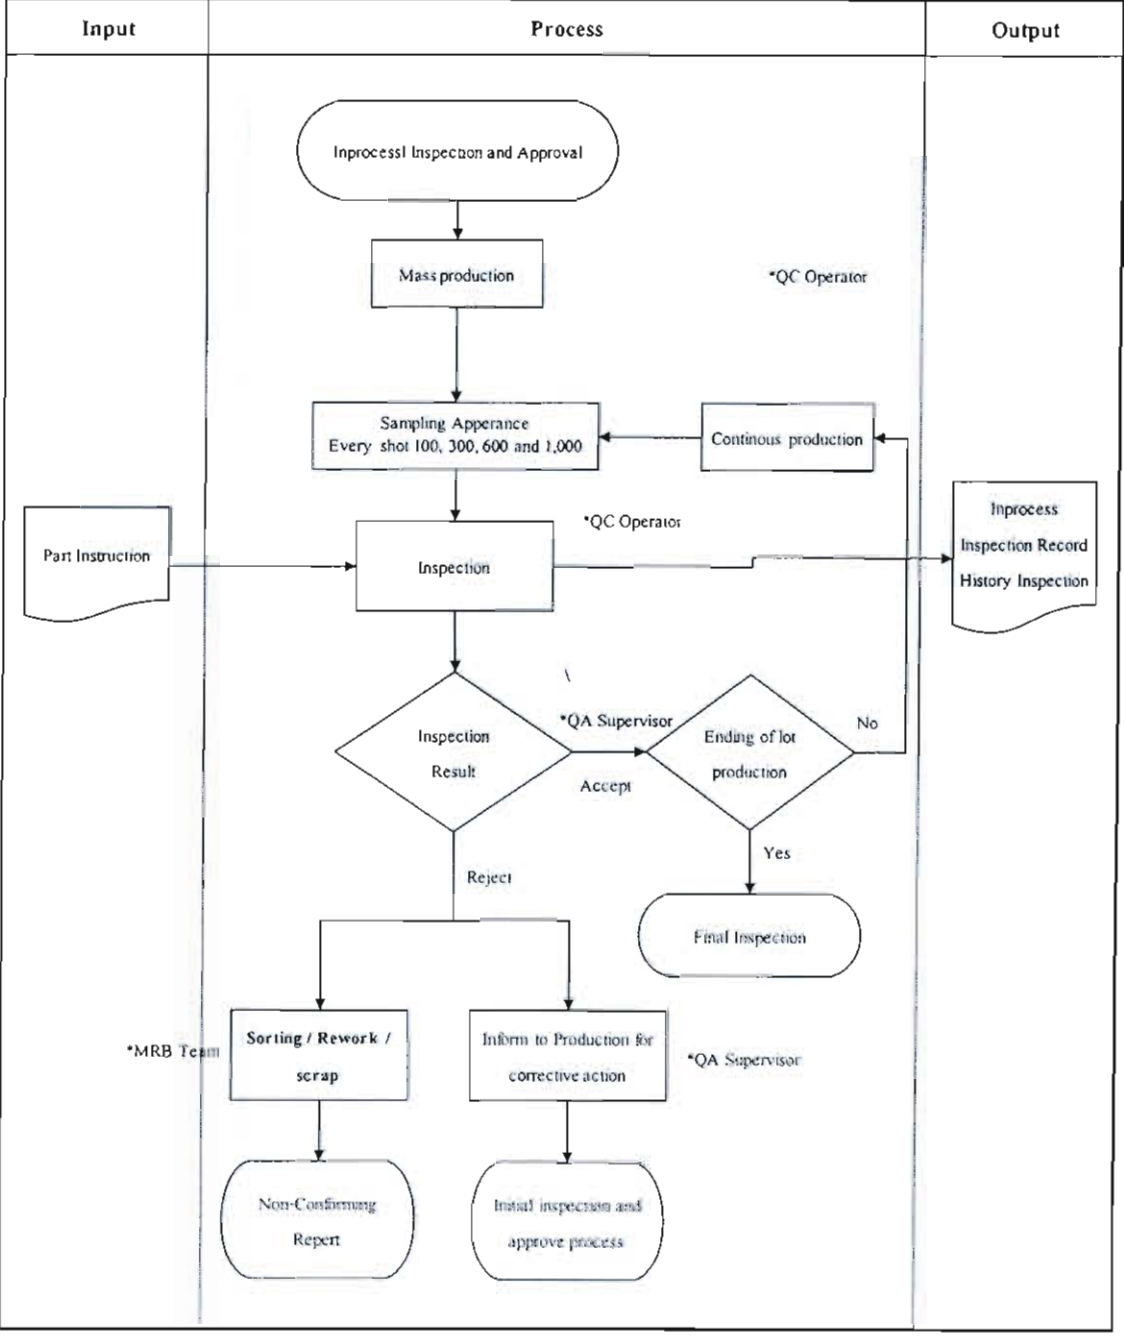 Input
Process
Output
Inprocessl Inspection and Approval
Mass production
*QC Operator
Sampling Apperance
Every shot 100, 300, 600 and 1,000
Continous production
*QC Operator
Part Instruction
Inspection
Inprocess
Inspection Record
History Inspection
*QA Supervisor
Inspection
Result
Accept
Ending of lot
production
No
Yes
Reject
Final Inspection
*MRB Team
Sorting / Rework /
scrap
Inform to Production for
corrective action
*QA Supervisor
Non-Confirming
Report
Initial inspection and
approve process